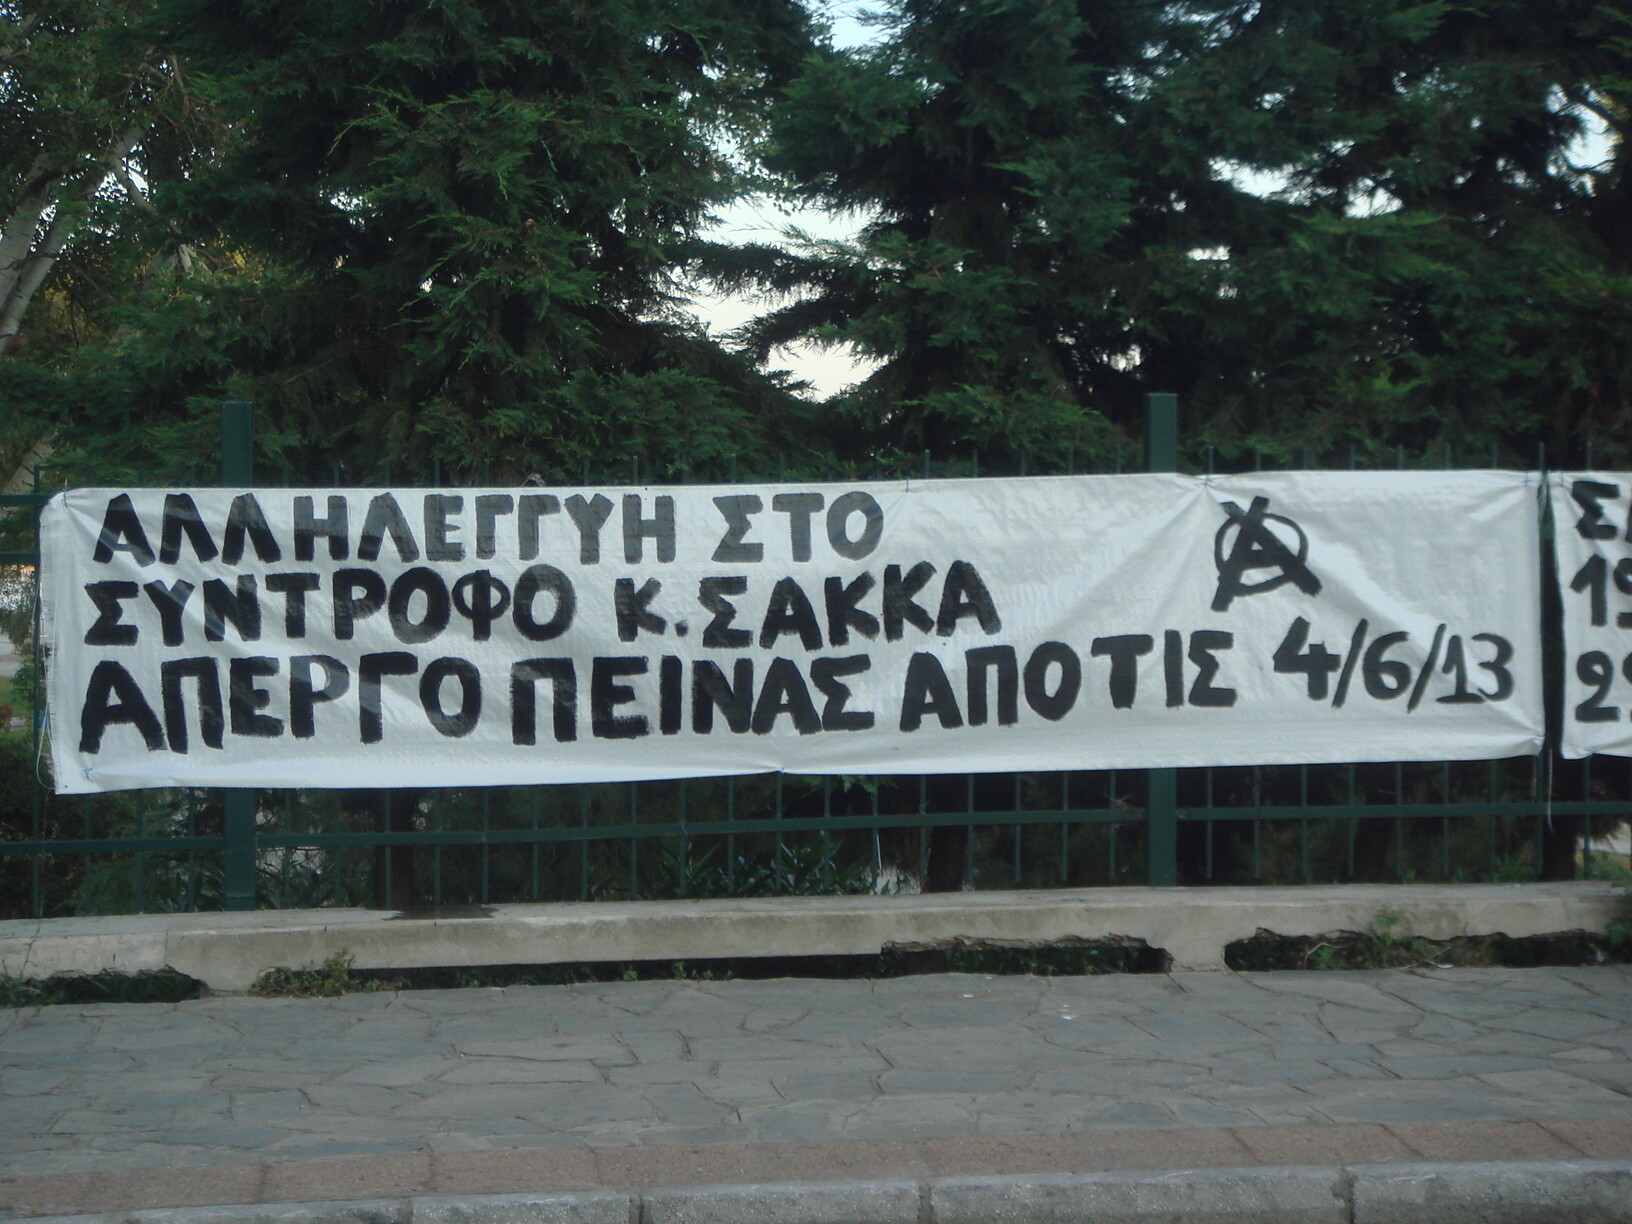 ΑΛΛΗΛΕΓΓΥΗ ΣΤΟ
ΣΥΝΤΡΟΦΟ Κ. ΣΑΚΚΑ
ΑΠΕΡΓΟ ΠΕΙΝΑΣ ΑΠΟ ΤΙΣ 4/6/13